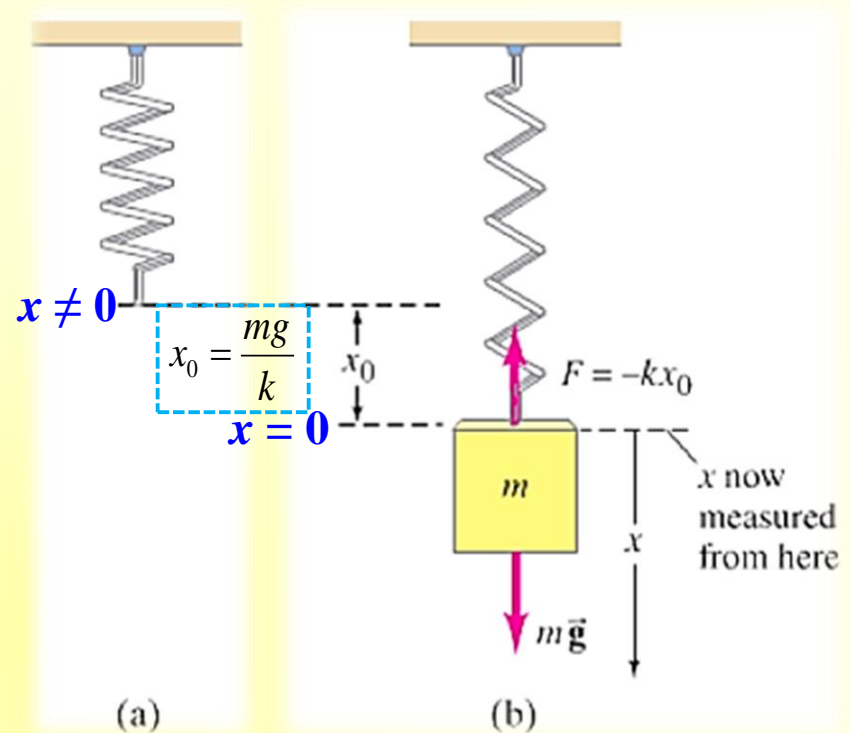 x ≠ 0
x₀ = mg/k
x₀
F = –kx₀
x = 0
m
x now
measured
from here
x
mg⃗
(a)
(b)